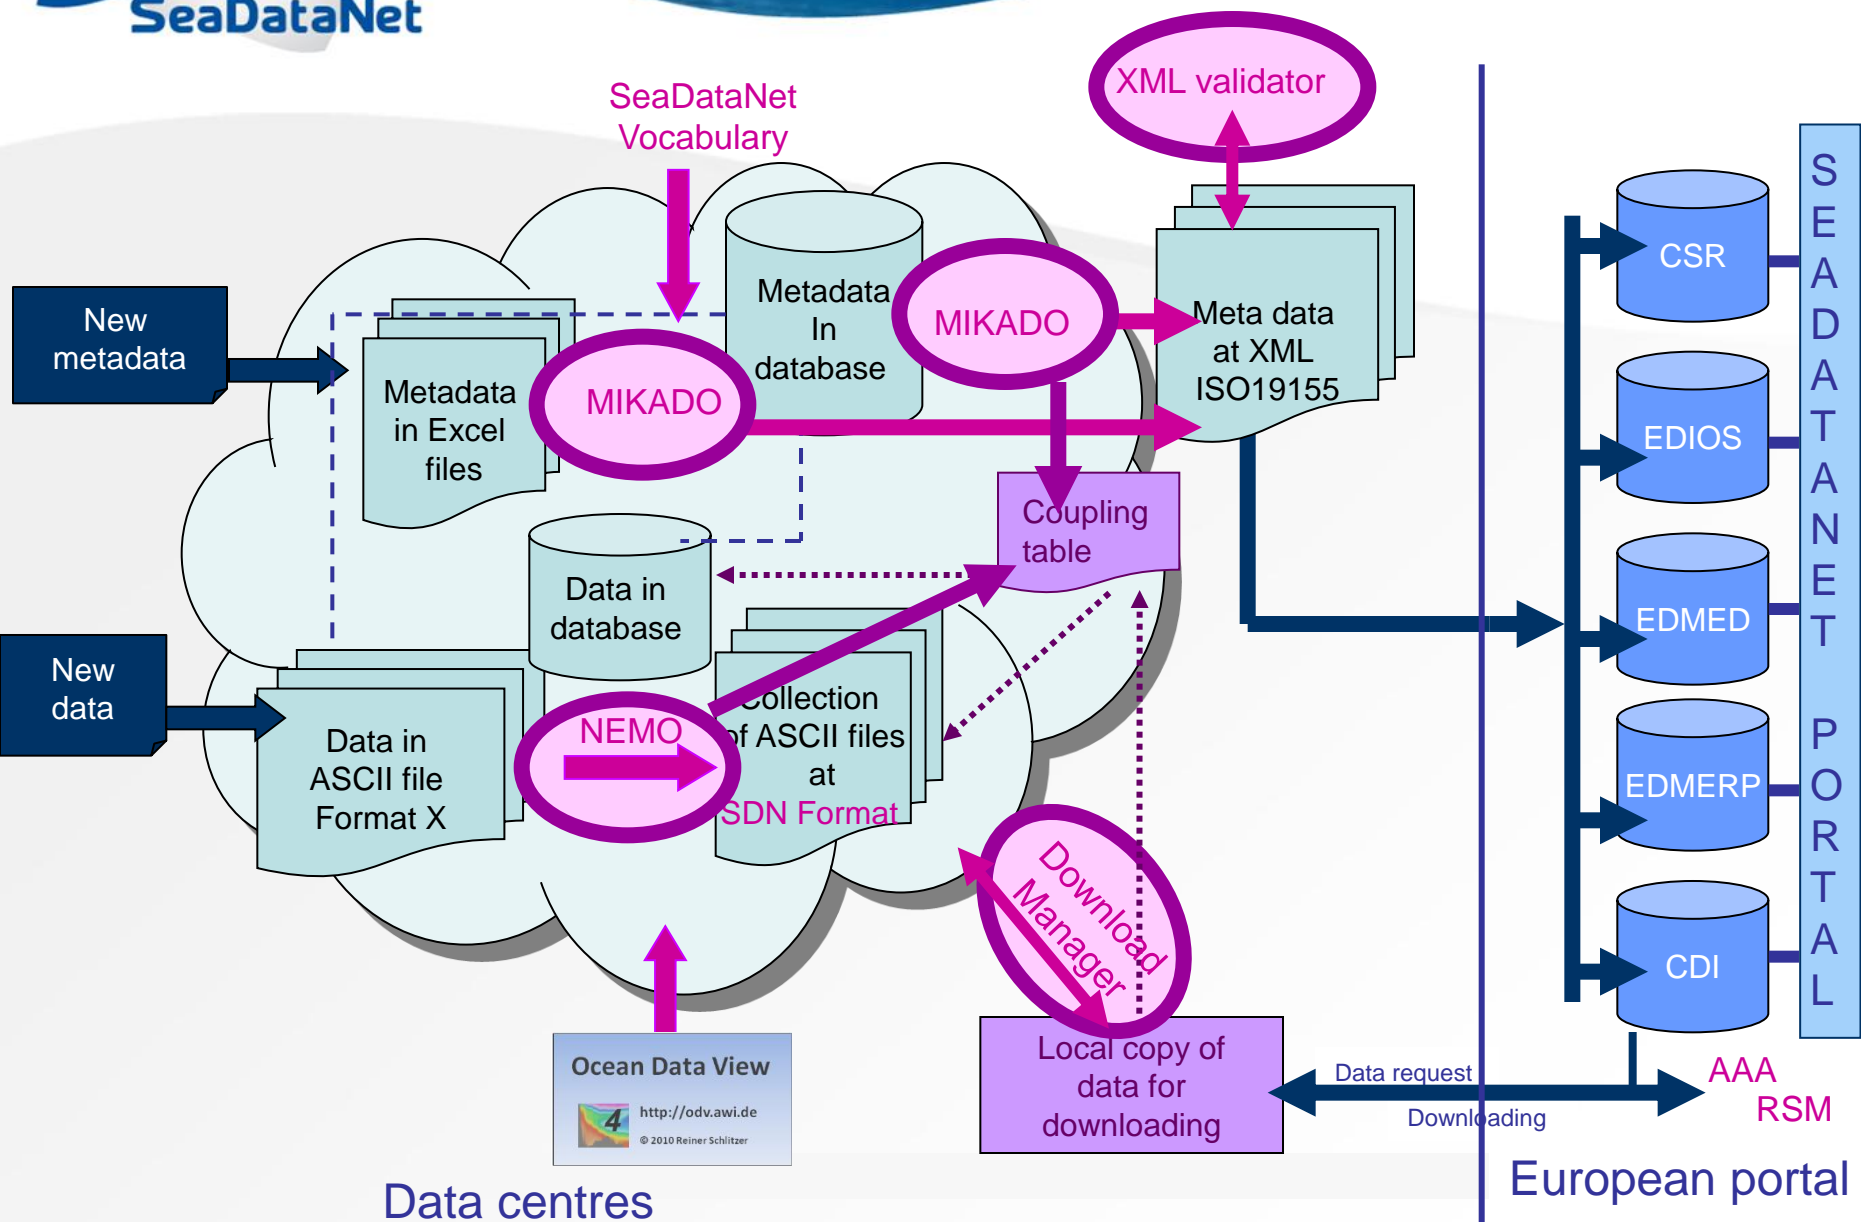 SeaDataNet
SeaDataNet
Vocabulary
XML validator
New
metadata
Metadata
in Excel
files
MIKADO
Metadata
In
database
MIKADO
Meta data
at XML
ISO19155
Coupling
table
Data in
database
New
data
Data in
ASCII file
Format X
NEMO
Collection
of ASCII files
at
SDN Format
Download
Manager
Local copy of
data for
downloading
Ocean Data View
4
http://odv.awi.de
© 2010 Reiner Schlitzer
Data centres
CSR
EDIOS
EDMED
EDMERP
CDI
SEADATANET PORTAL
Data request
Downloading
AAA
RSM
European portal